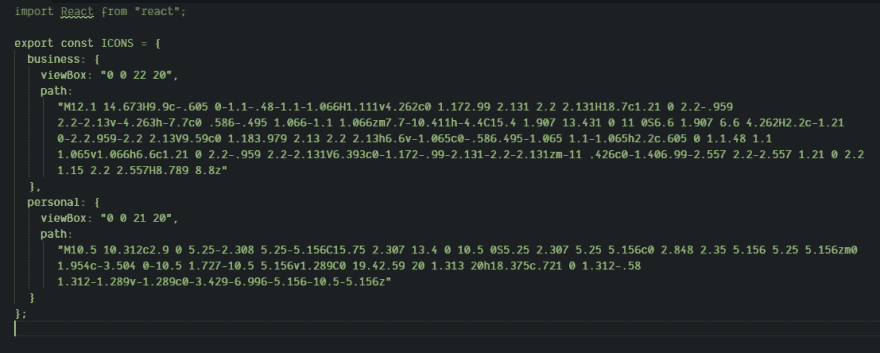 import React from "react";
export const ICONS = {
business: {
viewBox: "0 0 22 20",
path:
"M12.1 14.673H9.9c-.605 0-1.1-.48-1.1-1.066H1.111v4.262c0 1.172.99 2.131 2.2 2.131H18.7c1.21 0 2.2-.959
2.2-2.13v-4.263h-7.7c0 .586-.495 1.066-1.1 1.066zm7.7-10.411h-4.4C15.4 1.907 13.431 0 11 0S6.6 1.907 6.6 4.262H2.2c-1.21
0-2.2.959-2.2 2.13V9.59c0 1.183.979 2.13 2.2 2.13h6.6v-1.065c0-.586.495-1.065 1.1-1.065h2.2c.605 0 1.1.48 1.1
1.065v1.066h6.6c1.21 0 2.2-.959 2.2-2.131V6.393c0-1.172-.99-2.131-2.2-2.131zm-11 .426c0-1.406.99-2.557 2.2-2.557 1.21 0 2.2
1.15 2.2 2.557H8.789 8.8z"
},
personal: {
viewBox: "0 0 21 20",
path:
"M10.5 10.312c2.9 0 5.25-2.308 5.25-5.156C15.75 2.307 13.4 0 10.5 0S5.25 2.307 5.25 5.156c0 2.848 2.35 5.156 5.25 5.156zm0
1.954c-3.504 0-10.5 1.727-10.5 5.156v1.289C0 19.42.59 20 1.313 20h18.375c.721 0 1.312-.58
1.312-1.289v-1.289c0-3.429-6.996-5.156-10.5-5.156z"
}
};